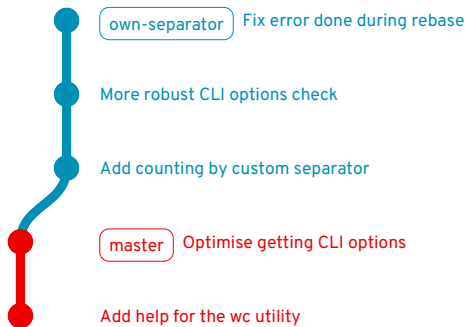 own-separator Fix error done during rebase
More robust CLI options check
Add counting by custom separator
master Optimise getting CLI options
Add help for the wc utility